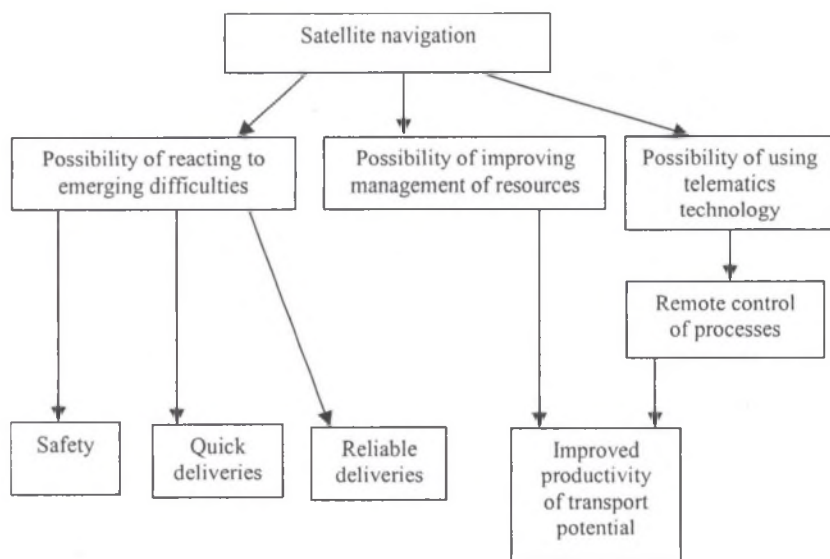 Satellite navigation
Possibility of reacting to
emerging difficulties
Possibility of improving
management of resources
Possibility of using
telematics
technology
Remote control
of processes
Safety
Quick
deliveries
Reliable
deliveries
Improved
productivity
of transport
potential